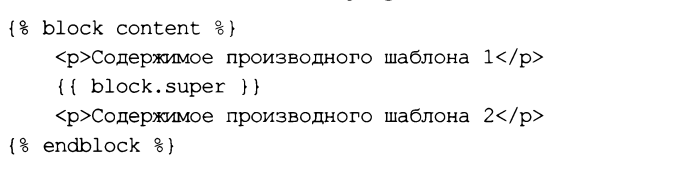 {% block content %}
<p>Содержимое производного шаблона 1</p>
{{ block.super }}
<p>Содержимое производного шаблона 2</p>
{% endblock %}